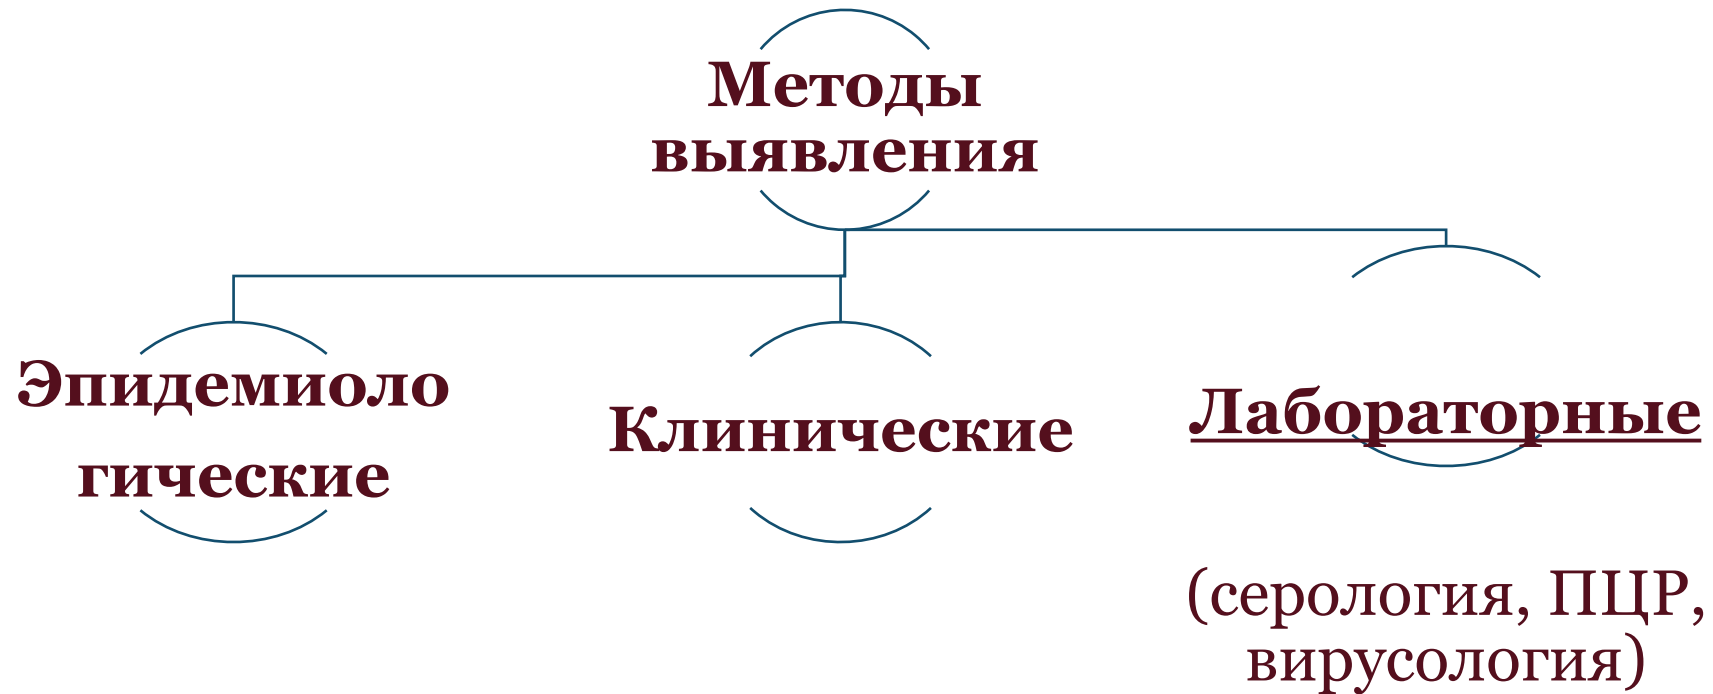 Методы
выявления
Эпидемиоло
гические
Клинические
Лабораторные
(серология, ПЦР,
вирусология)